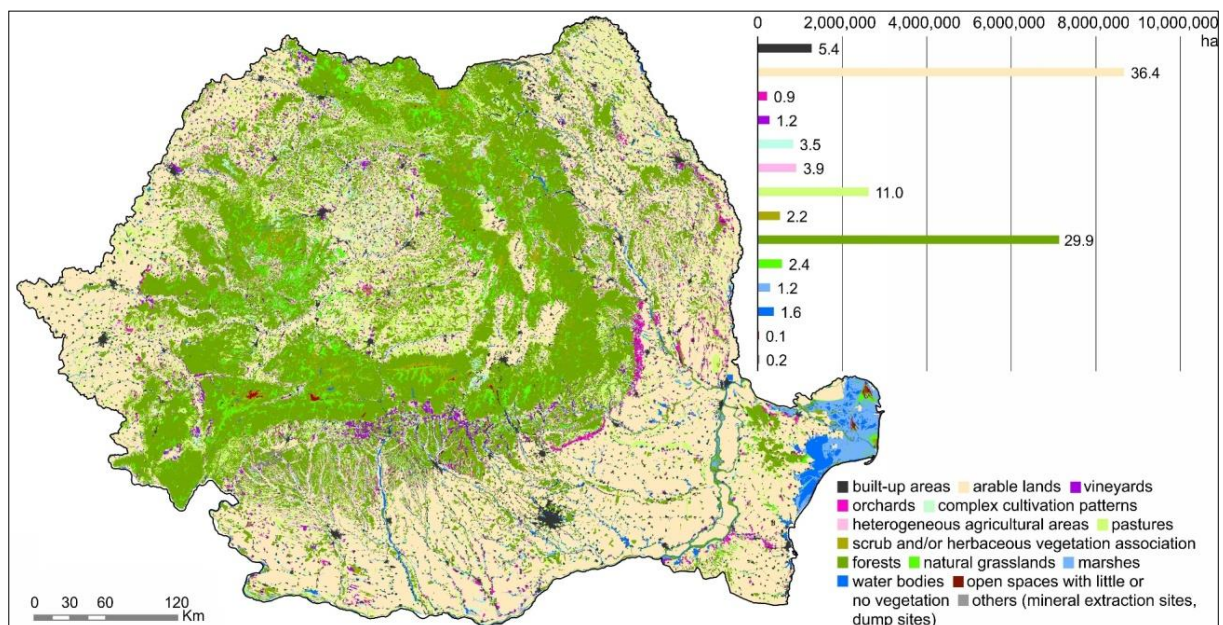 0 2,000,000 4,000,000 6,000,000 8,000,000 10,000,000
ha
5.4
36.4
0.9
1.2
3.5
3.9
11.0
2.2
29.9
2.4
1.2
1.6
0.1
0.2
built-up areas arable lands vineyards
orchards complex cultivation patterns
heterogeneous agricultural areas pastures
scrub and/or herbaceous vegetation association
forests natural grasslands marshes
water bodies open spaces with little or
no vegetation others (mineral extraction sites,
dump sites)
0 30 60 120
Km